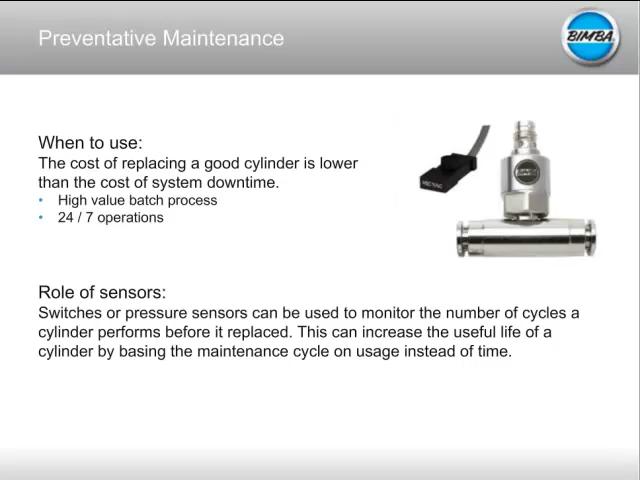 Preventative Maintenance
BIMBA
When to use:
The cost of replacing a good cylinder is lower
than the cost of system downtime.
• High value batch process
• 24 / 7 operations
Role of sensors:
Switches or pressure sensors can be used to monitor the number of cycles a
cylinder performs before it replaced. This can increase the useful life of a
cylinder by basing the maintenance cycle on usage instead of time.